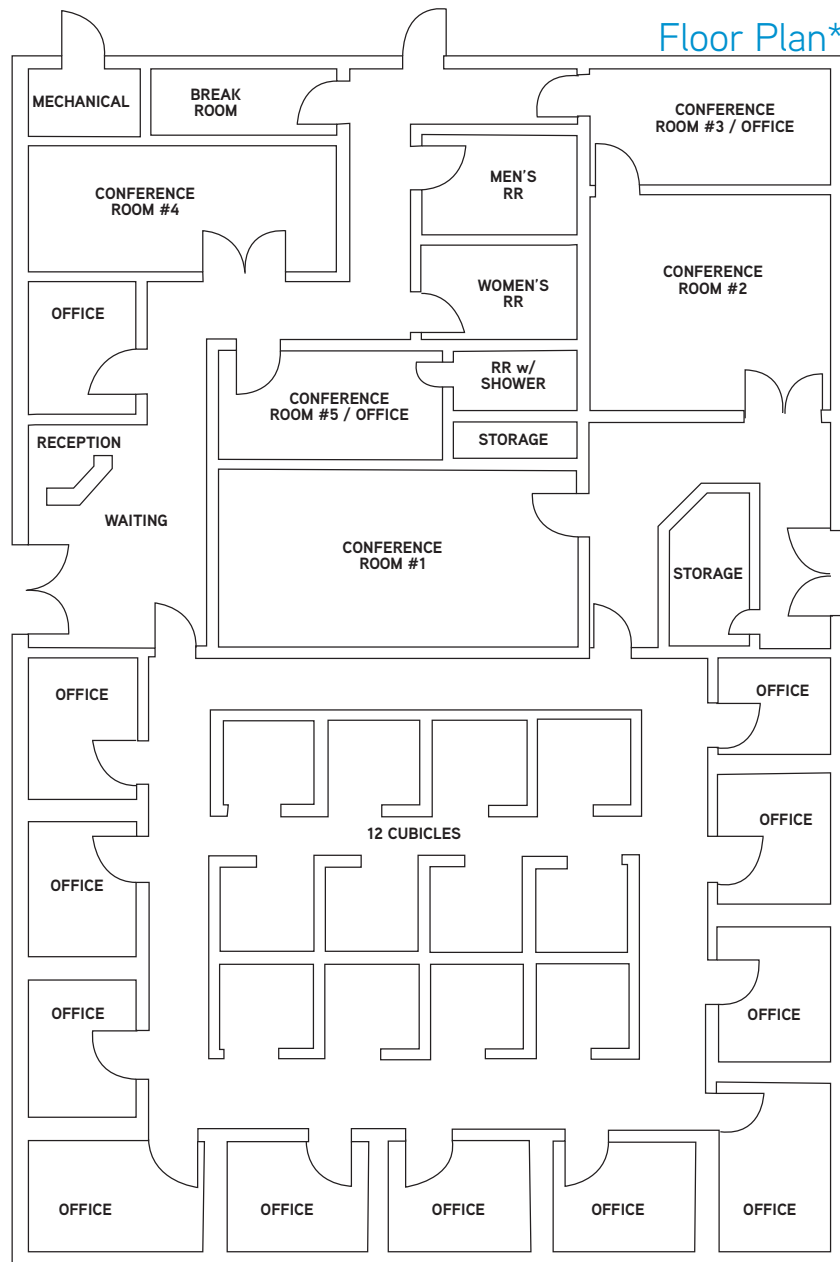 Floor Plan*
MECHANICAL
BREAK
ROOM
CONFERENCE
ROOM #3 / OFFICE
CONFERENCE
ROOM #4
MEN'S
RR
CONFERENCE
ROOM #2
OFFICE
WOMEN'S
RR
CONFERENCE
ROOM #5 / OFFICE
RR w/
SHOWER
RECEPTION
STORAGE
WAITING
CONFERENCE
ROOM #1
STORAGE
OFFICE
OFFICE
12 CUBICLES
OFFICE
OFFICE
OFFICE
OFFICE
OFFICE
OFFICE
OFFICE
OFFICE
OFFICE